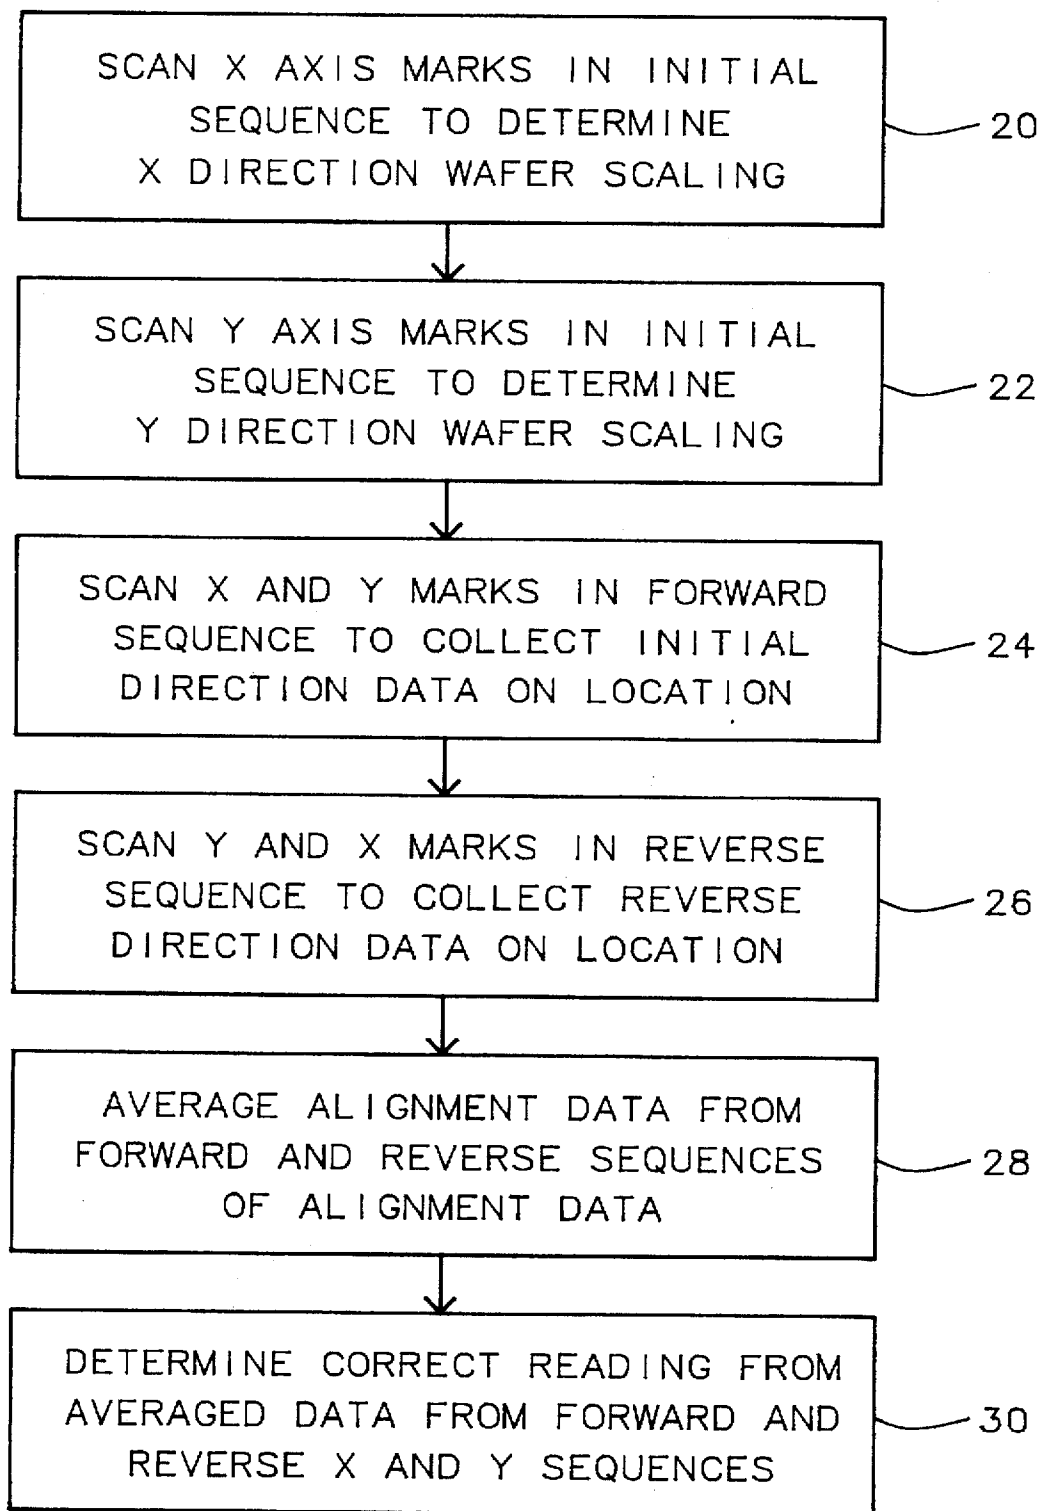 SCAN X AXIS MARKS IN INITIAL
SEQUENCE TO DETERMINE
X DIRECTION WAFER SCALING
20
SCAN Y AXIS MARKS IN INITIAL
SEQUENCE TO DETERMINE
Y DIRECTION WAFER SCALING
22
SCAN X AND Y MARKS IN FORWARD
SEQUENCE TO COLLECT INITIAL
DIRECTION DATA ON LOCATION
24
SCAN Y AND X MARKS IN REVERSE
SEQUENCE TO COLLECT REVERSE
DIRECTION DATA ON LOCATION
26
AVERAGE ALIGNMENT DATA FROM
FORWARD AND REVERSE SEQUENCES
OF ALIGNMENT DATA
28
DETERMINE CORRECT READING FROM
AVERAGED DATA FROM FORWARD AND
REVERSE X AND Y SEQUENCES
30